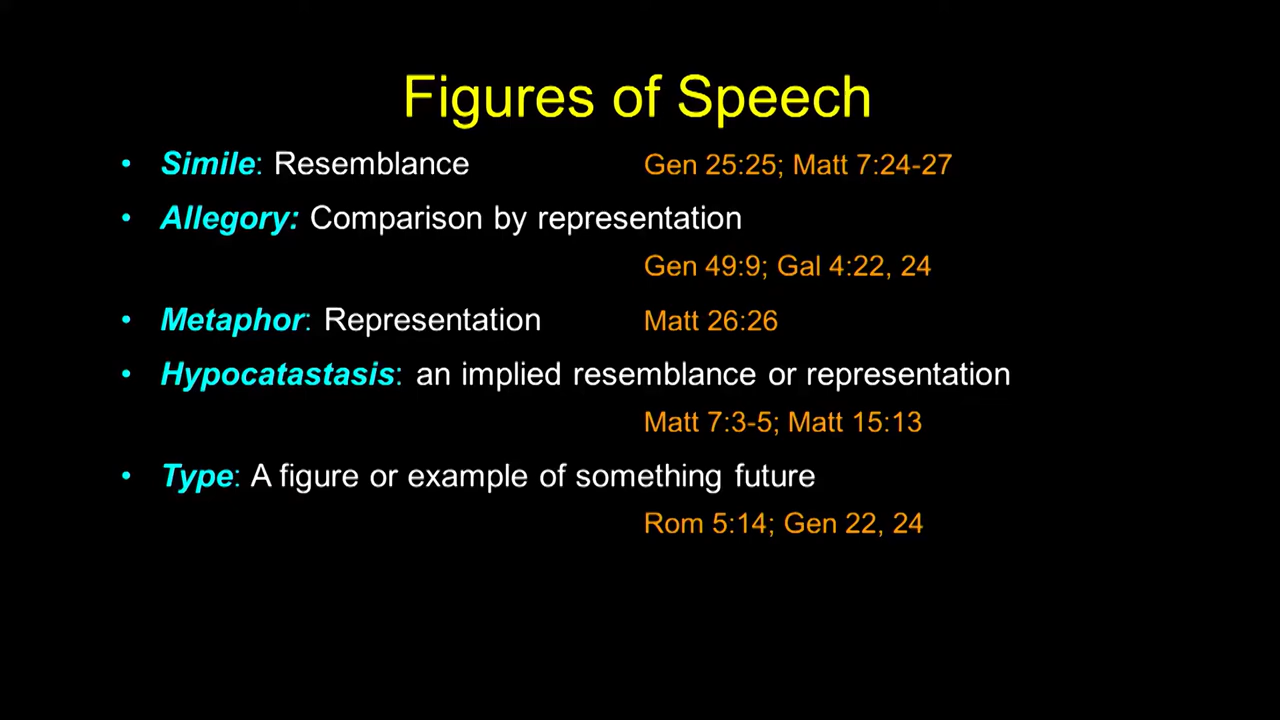 Figures of Speech
• Simile: Resemblance Gen 25:25; Matt 7:24-27
• Allegory: Comparison by representation
Gen 49:9; Gal 4:22, 24
• Metaphor: Representation Matt 26:26
• Hypocatastasis: an implied resemblance or representation
Matt 7:3-5; Matt 15:13
• Type: A figure or example of something future
Rom 5:14; Gen 22, 24